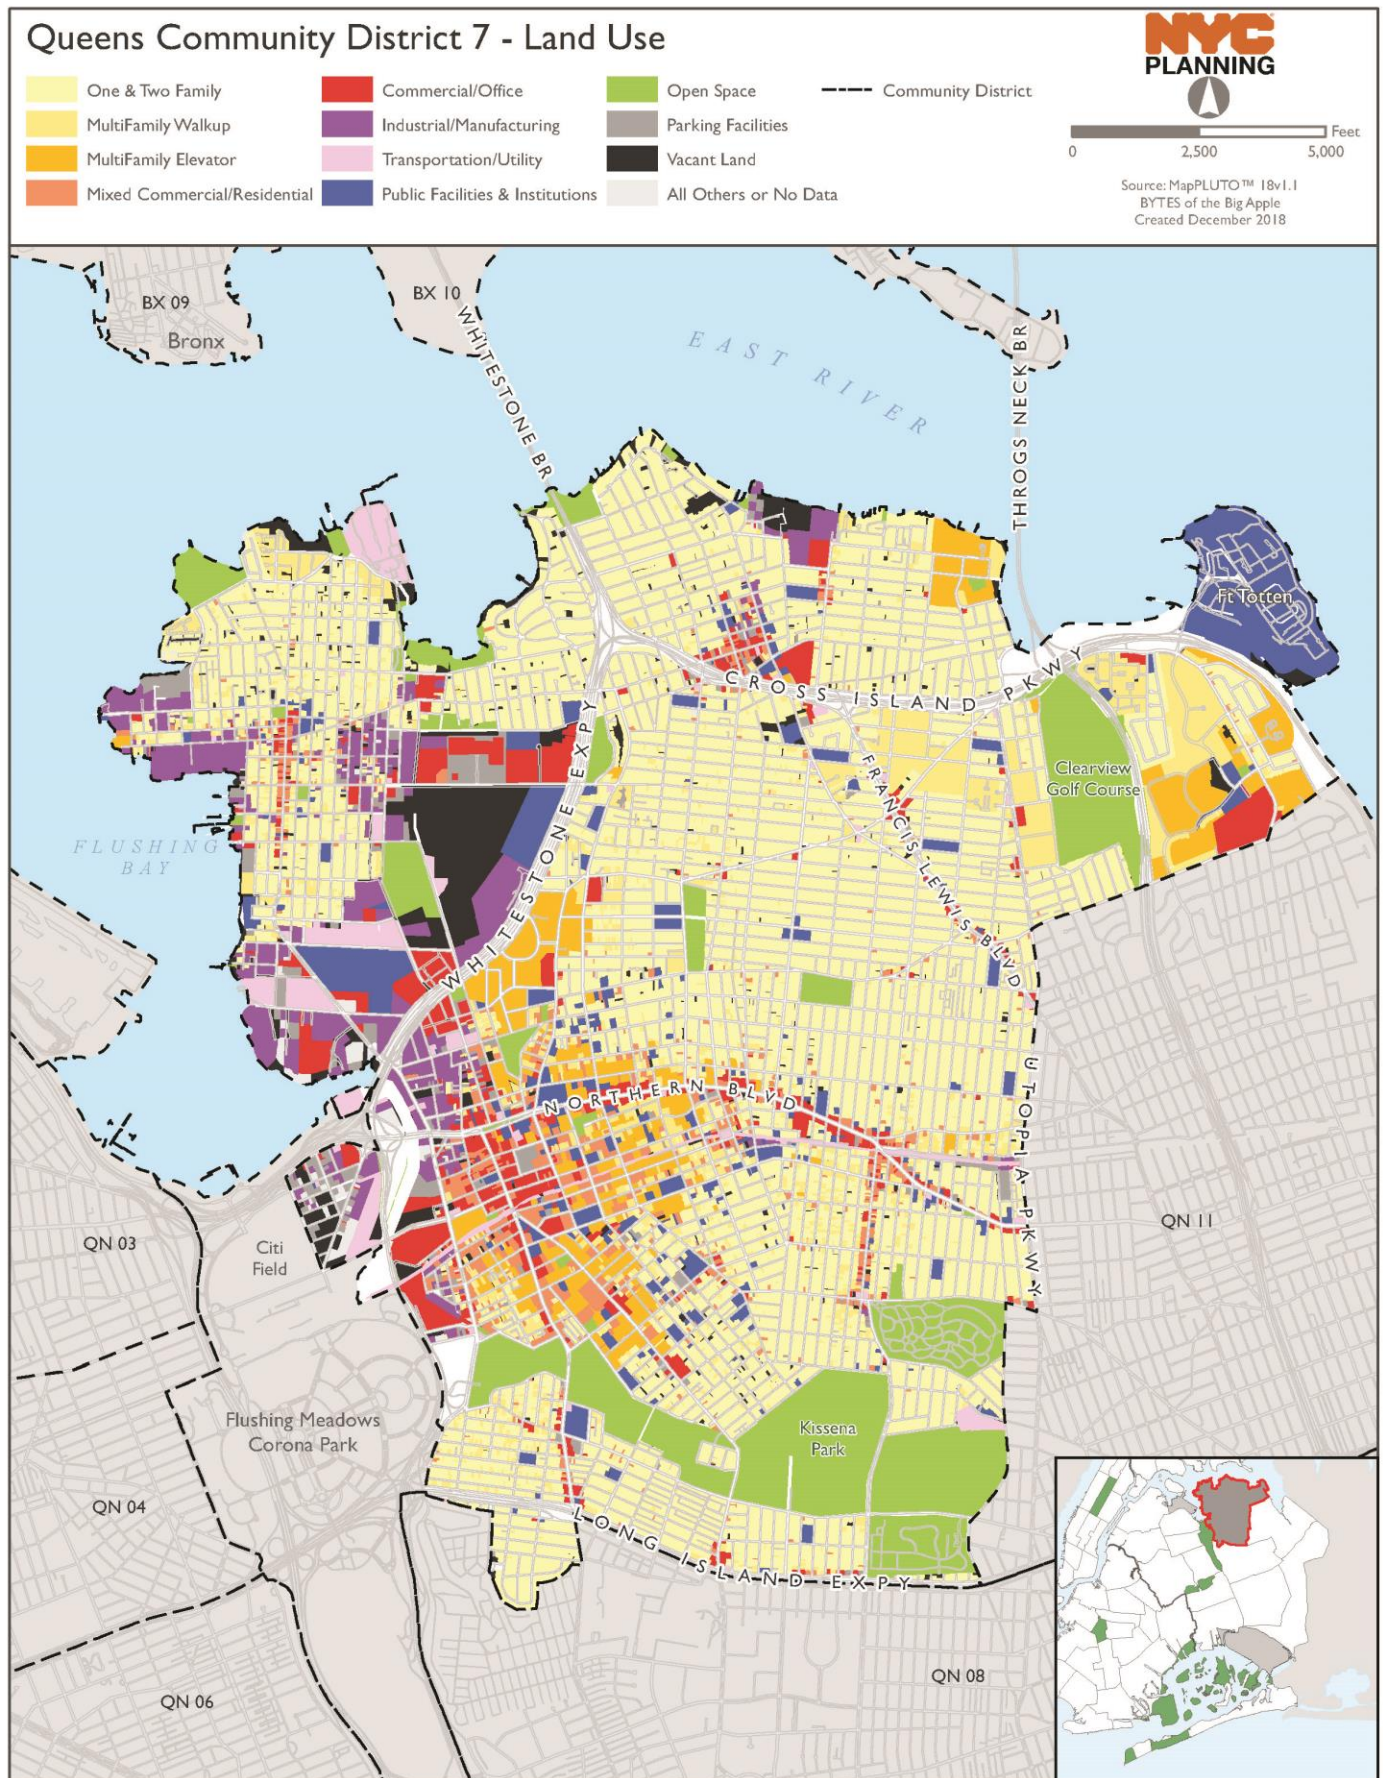 Queens Community District 7 - Land Use
One & Two Family
MultiFamily Walkup
MultiFamily Elevator
Mixed Commercial/Residential
Commercial/Office
Industrial/Manufacturing
Transportation/Utility
Public Facilities & Institutions
Open Space
Parking Facilities
Vacant Land
All Others or No Data
Community District
NYC
PLANNING
Feet
0 2,500 5,000
Source: MapPLUTO™ 18v1.1
BYTES of the Big Apple
Created December 2018
BX 09
Bronx
BX 10
WHITESTONE BR
EAST RIVER
THROGS NECK BR
Ft Totten
CROSS ISLAND PKWY
WHITESTONE EXPY
FRANCIS LEWIS BLVD
Clearview
Golf Course
FLUSHING
BAY
NORTHERN BLVD
UTOPIA PKWY
QN 03
Citi
Field
QN 11
Flushing Meadows
Corona Park
Kissena
Park
QN 04
LONG ISLAND EXPY
QN 06
QN 08